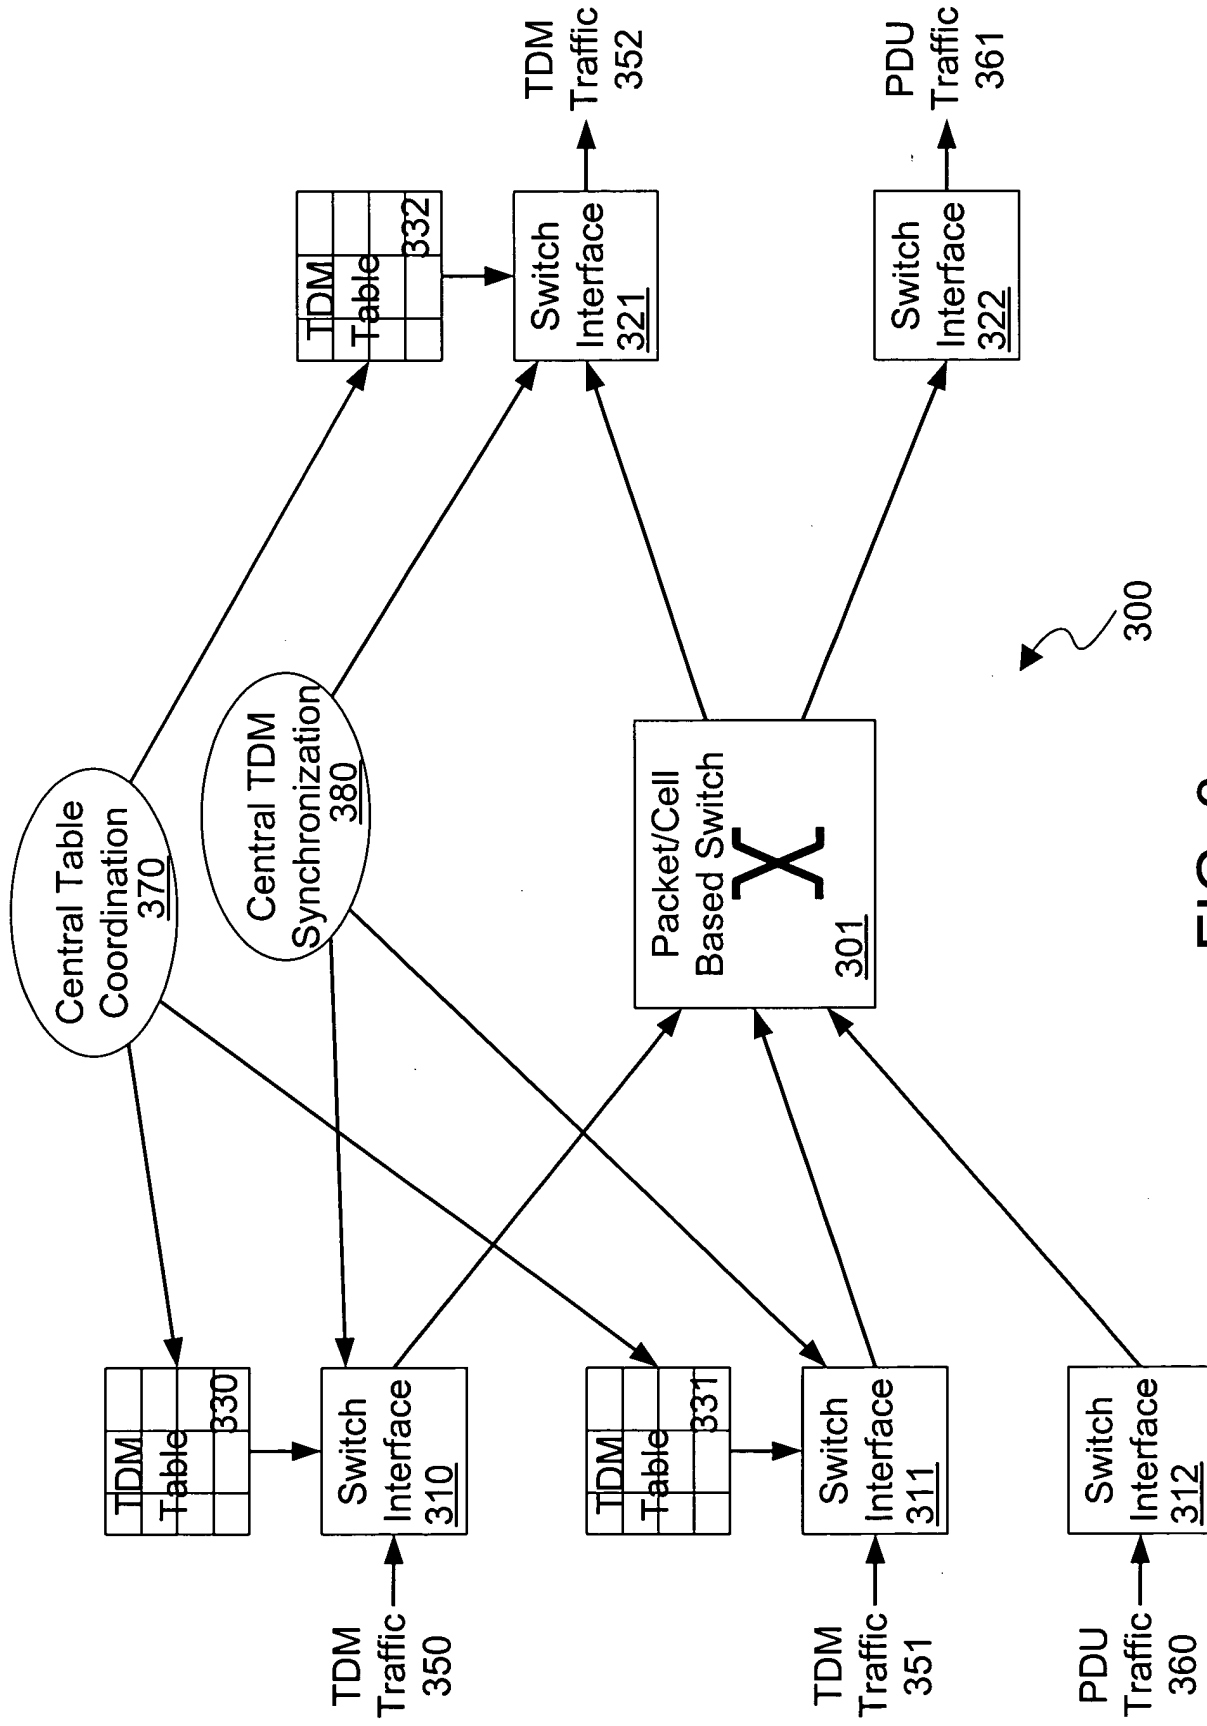 Central Table
Coordination
370
Central TDM
Synchronization
380
TDM
Table
330
Switch
Interface
310
TDM
Traffic
350
TDM
Table
331
Switch
Interface
311
TDM
Traffic
351
Switch
Interface
312
PDU
Traffic
360
Packet/Cell
Based Switch
301
TDM
Table
332
Switch
Interface
321
TDM
Traffic
352
Switch
Interface
322
PDU
Traffic
361
300
FIG.